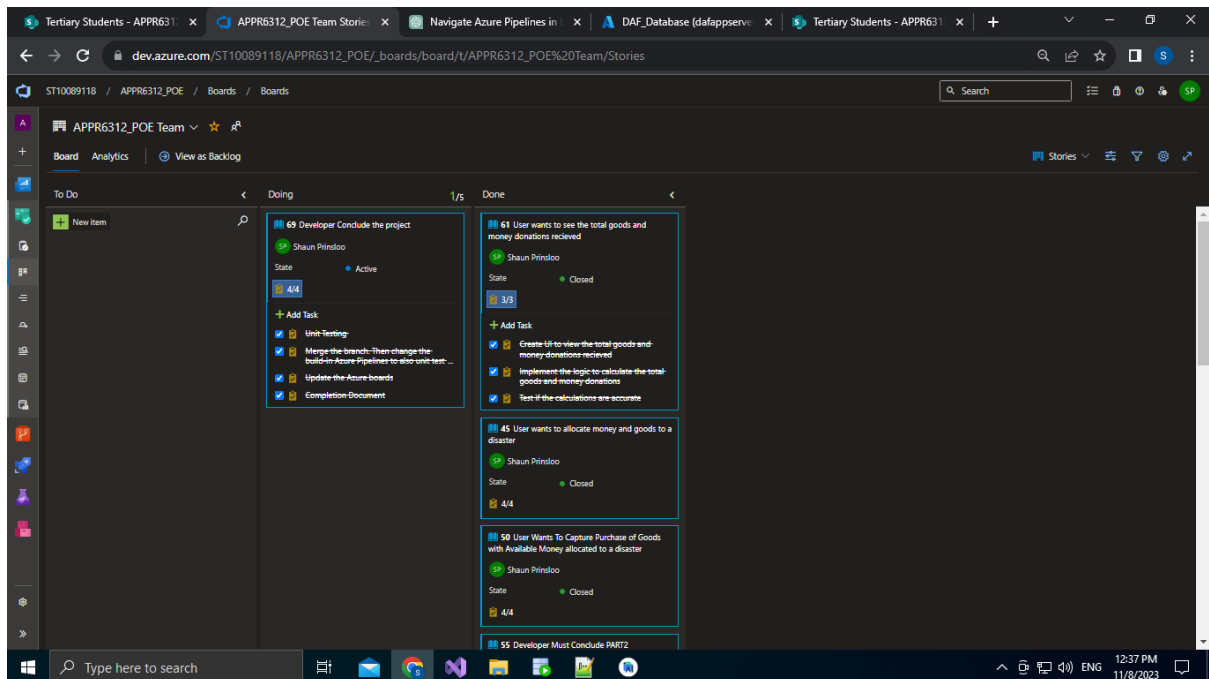 Tertiary Students - APPR631
APPR6312_POE Team Stories
Navigate Azure Pipelines in
DAF_Database (dafappserve
Tertiary Students - APPR631
dev.azure.com/ST10089118/APPR6312_POE/_boards/board/t/APPR6312_POE%20Team/Stories
S
ST10089118 / APPR6312_POE / Boards / Boards
Search
SP
A
APPR6312_POE Team
Board Analytics View as Backlog
Stories
To Do
Doing 1/5
Done
New item
69 Developer Conclude the project
SP Shaun Prinsloo
State Active
4/4
Add Task
Unit Testing
Merge the branch. Then change the
build-in Azure Pipelines to also unit test ...
Update the Azure boards
Completion Document
61 User wants to see the total goods and
money donations recieved
SP Shaun Prinsloo
State Closed
3/3
Add Task
Create UI to view the total goods and
money donations recieved
Implement the logic to calculate the total
goods and money donations
Test if the calculations are accurate
45 User wants to allocate money and goods to a
disaster
SP Shaun Prinsloo
State Closed
4/4
50 User Wants To Capture Purchase of Goods
with Available Money allocated to a disaster
SP Shaun Prinsloo
State Closed
4/4
55 Developer Must Conclude PART2
Type here to search
ENG
12:37 PM
11/8/2023